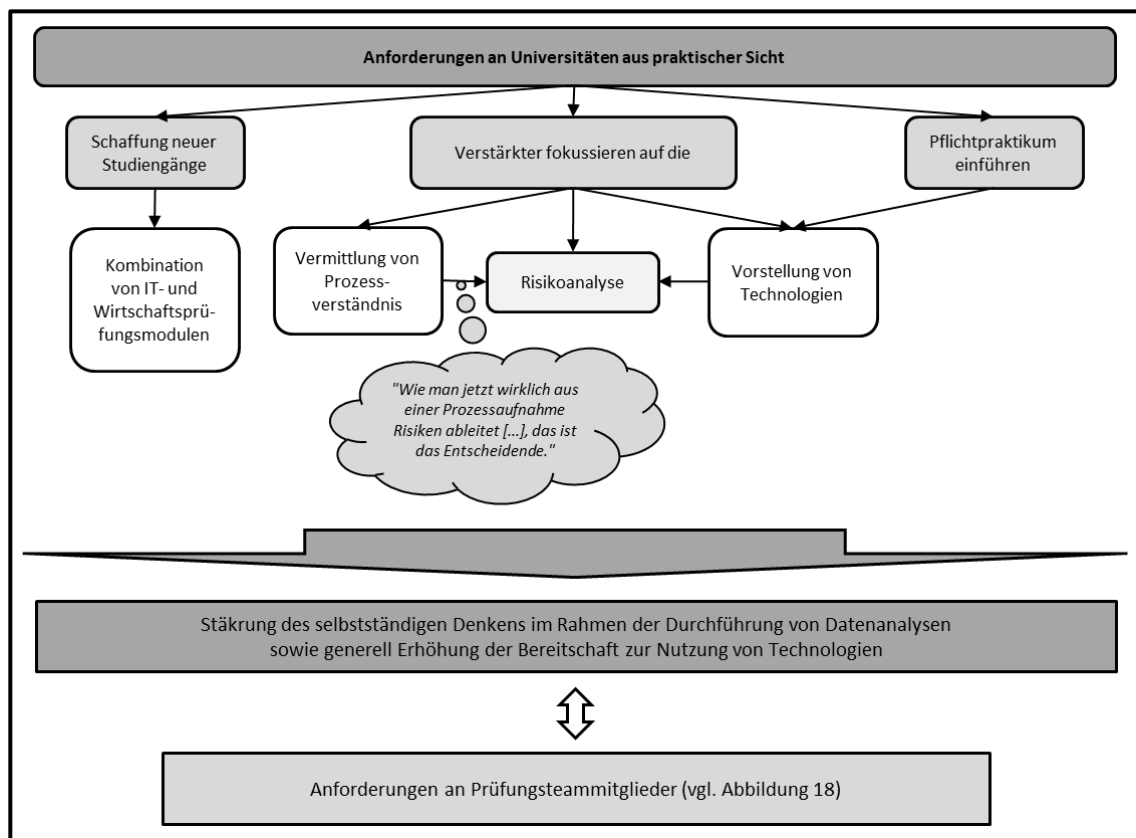 Anforderungen an Universitäten aus praktischer Sicht
Schaffung neuer
Studiengänge
Verstärkter fokussieren auf die
Pflichtpraktikum
einführen
Kombination
von IT- und
Wirtschaftsprü-
fungsmodulen
Vermittlung von
Prozess-
verständnis
Risikoanalyse
Vorstellung von
Technologien
"Wie man jetzt wirklich aus
einer Prozessaufnahme
Risiken ableitet [...], das ist
das Entscheidende."
Stäkrung des selbstständigen Denkens im Rahmen der Durchführung von Datenanalysen
sowie generell Erhöhung der Bereitschaft zur Nutzung von Technologien
Anforderungen an Prüfungsteammitglieder (vgl. Abbildung 18)